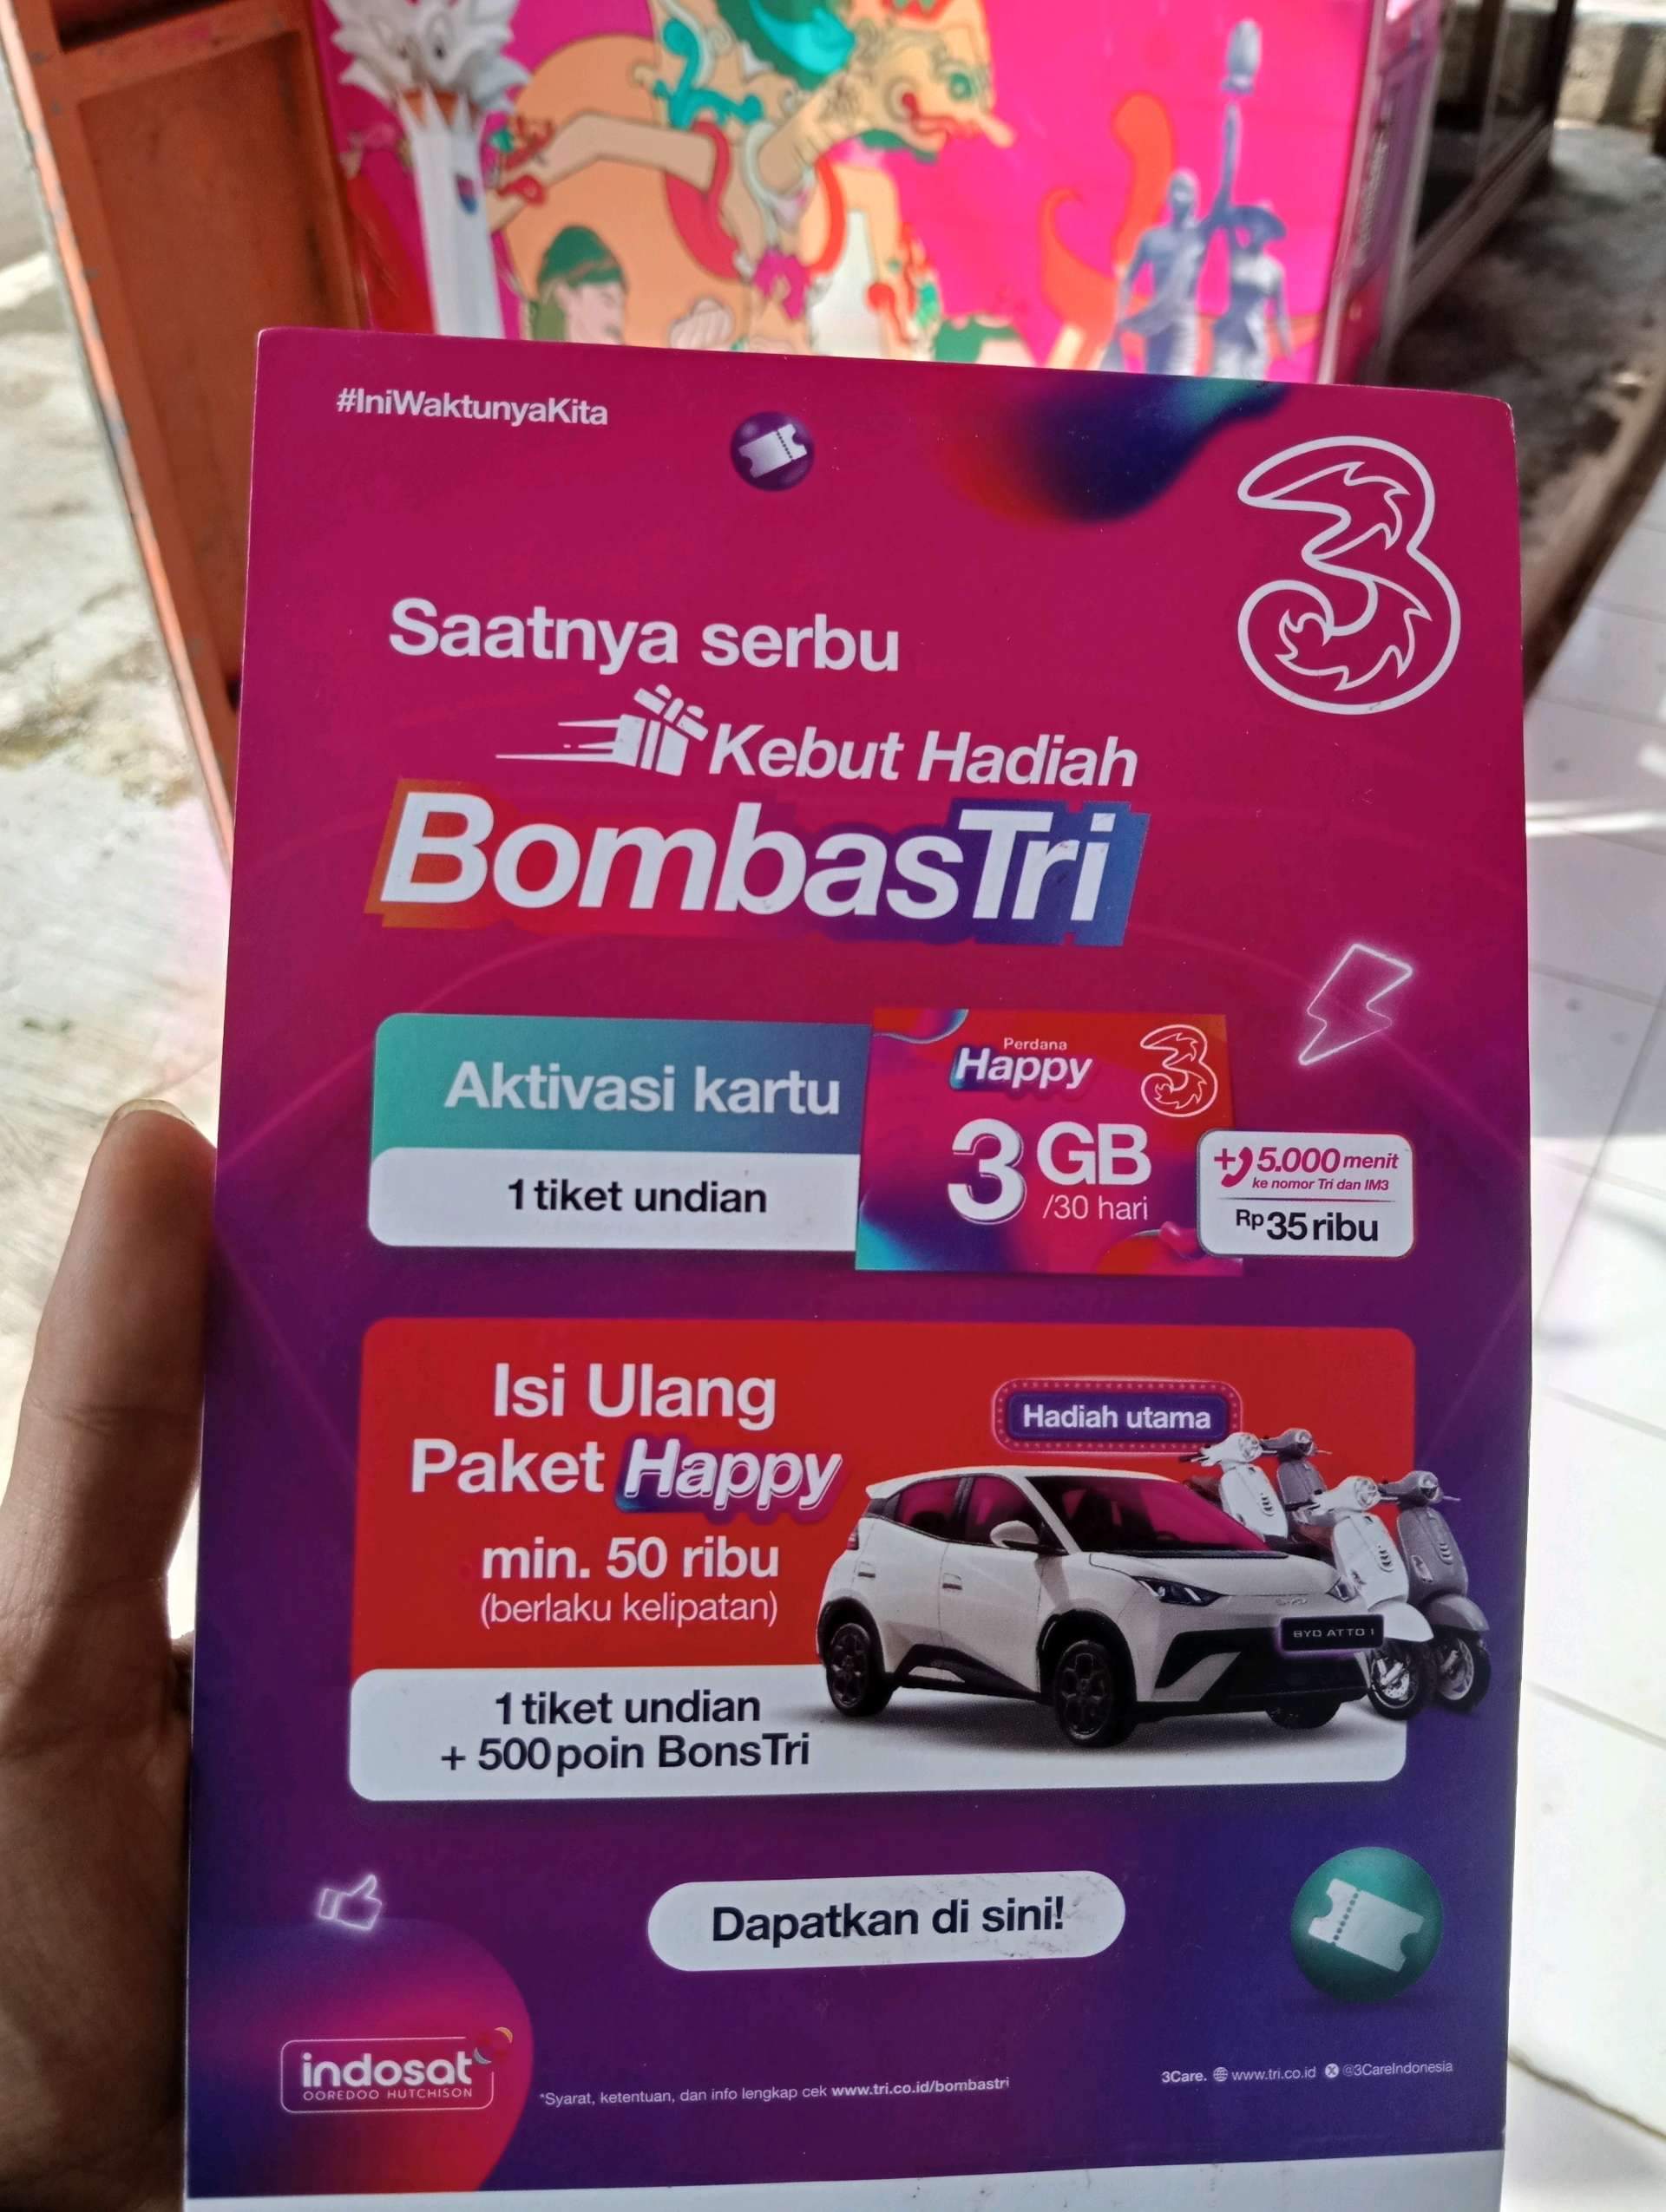 #IniWaktunyaKita
3
Saatnya serbu
Kebut Hadiah
BombasTri
Aktivasi kartu
1 tiket undian
Perdana
Happy
3
3 GB
/30 hari
+ 5.000 menit
ke nomor Tri dan IM3
Rp35 ribu
Isi Ulang
Paket Happy
min. 50 ribu
(berlaku kelipatan)
Hadiah utama
BYD ATTO 1
1 tiket undian
+ 500 poin BonsTri
Dapatkan di sini!
indosat
OOREDOO HUTCHISON
*Syarat, ketentuan, dan info lengkap cek www.tri.co.id/bombastri
3Care. www.tri.co.id @3CareIndonesia